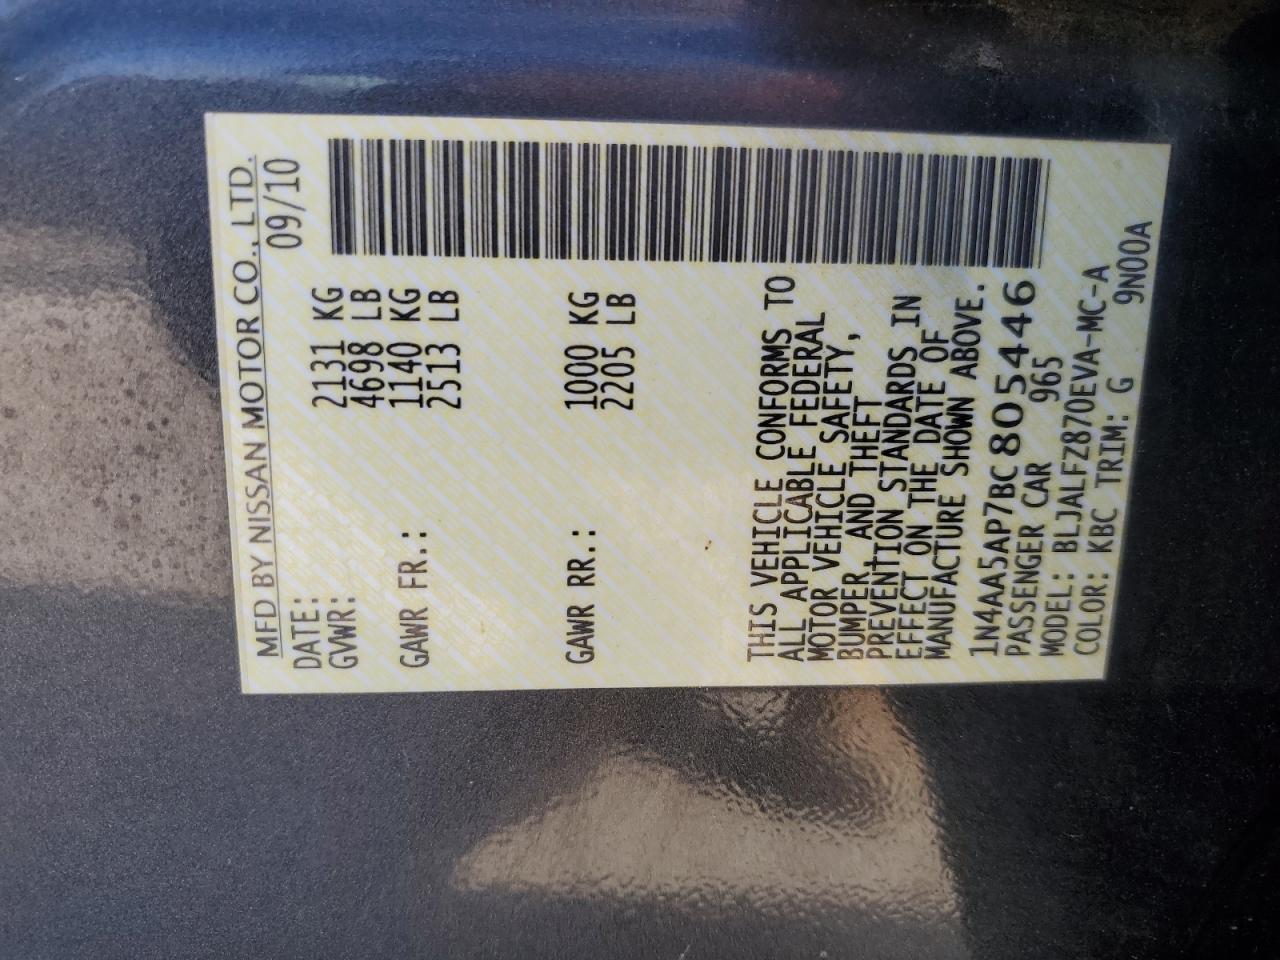 MFD BY NISSAN MOTOR CO., LTD.
DATE: 09/10
GVWR: 2131 KG
4698 LB
GAWR FR.: 1140 KG
2513 LB
GAWR RR.: 1000 KG
2205 LB
THIS VEHICLE CONFORMS TO
ALL APPLICABLE FEDERAL
MOTOR VEHICLE SAFETY,
BUMPER, AND THEFT
PREVENTION STANDARDS IN
EFFECT ON THE DATE OF
MANUFACTURE SHOWN ABOVE.
1N4AA5AP7BC805446
PASSENGER CAR 965
MODEL: BLJALFZ870EVA-MC-A
COLOR: KBC TRIM: G 9N00A